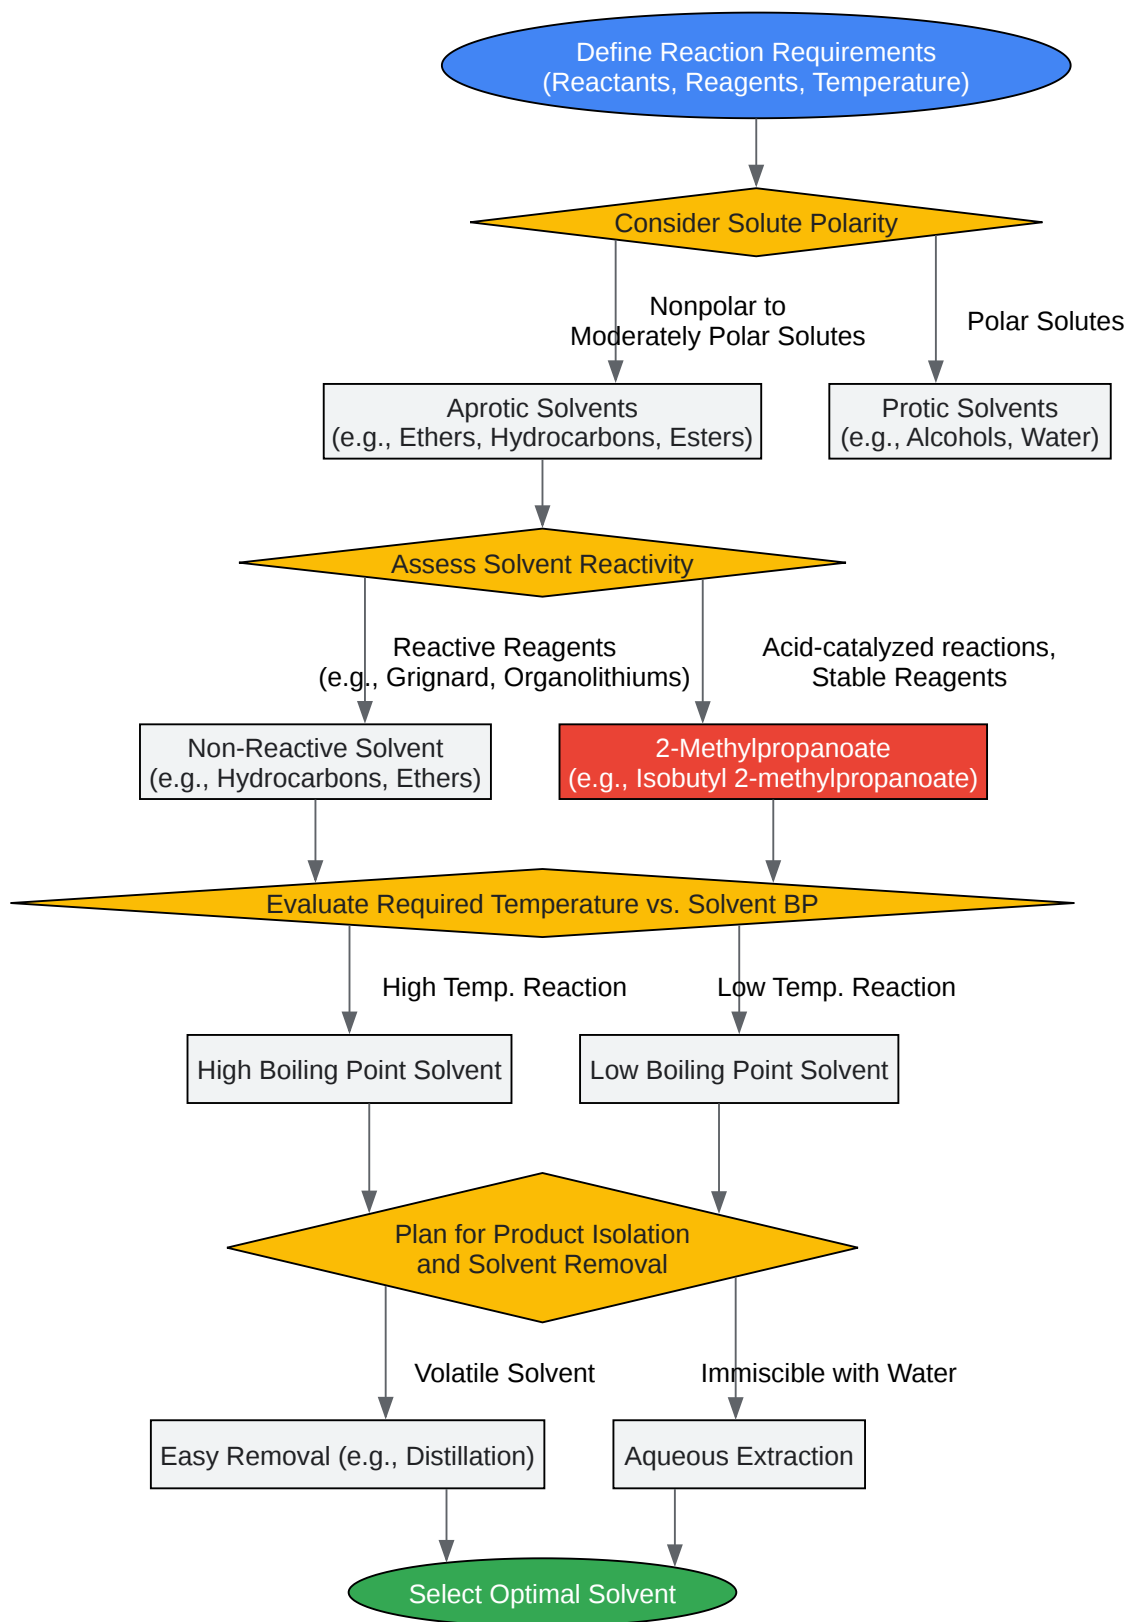 Define Reaction Requirements
(Reactants, Reagents, Temperature)
Consider Solute Polarity
Nonpolar to
Moderately Polar Solutes
Polar Solutes
Aprotic Solvents
(e.g., Ethers, Hydrocarbons, Esters)
Protic Solvents
(e.g., Alcohols, Water)
Assess Solvent Reactivity
Reactive Reagents
(e.g., Grignard, Organolithiums)
Acid-catalyzed reactions,
Stable Reagents
Non-Reactive Solvent
(e.g., Hydrocarbons, Ethers)
2-Methylpropanoate
(e.g., Isobutyl 2-methylpropanoate)
Evaluate Required Temperature vs. Solvent BP
High Temp. Reaction
Low Temp. Reaction
High Boiling Point Solvent
Low Boiling Point Solvent
Plan for Product Isolation
and Solvent Removal
Volatile Solvent
Immiscible with Water
Easy Removal (e.g., Distillation)
Aqueous Extraction
Select Optimal Solvent